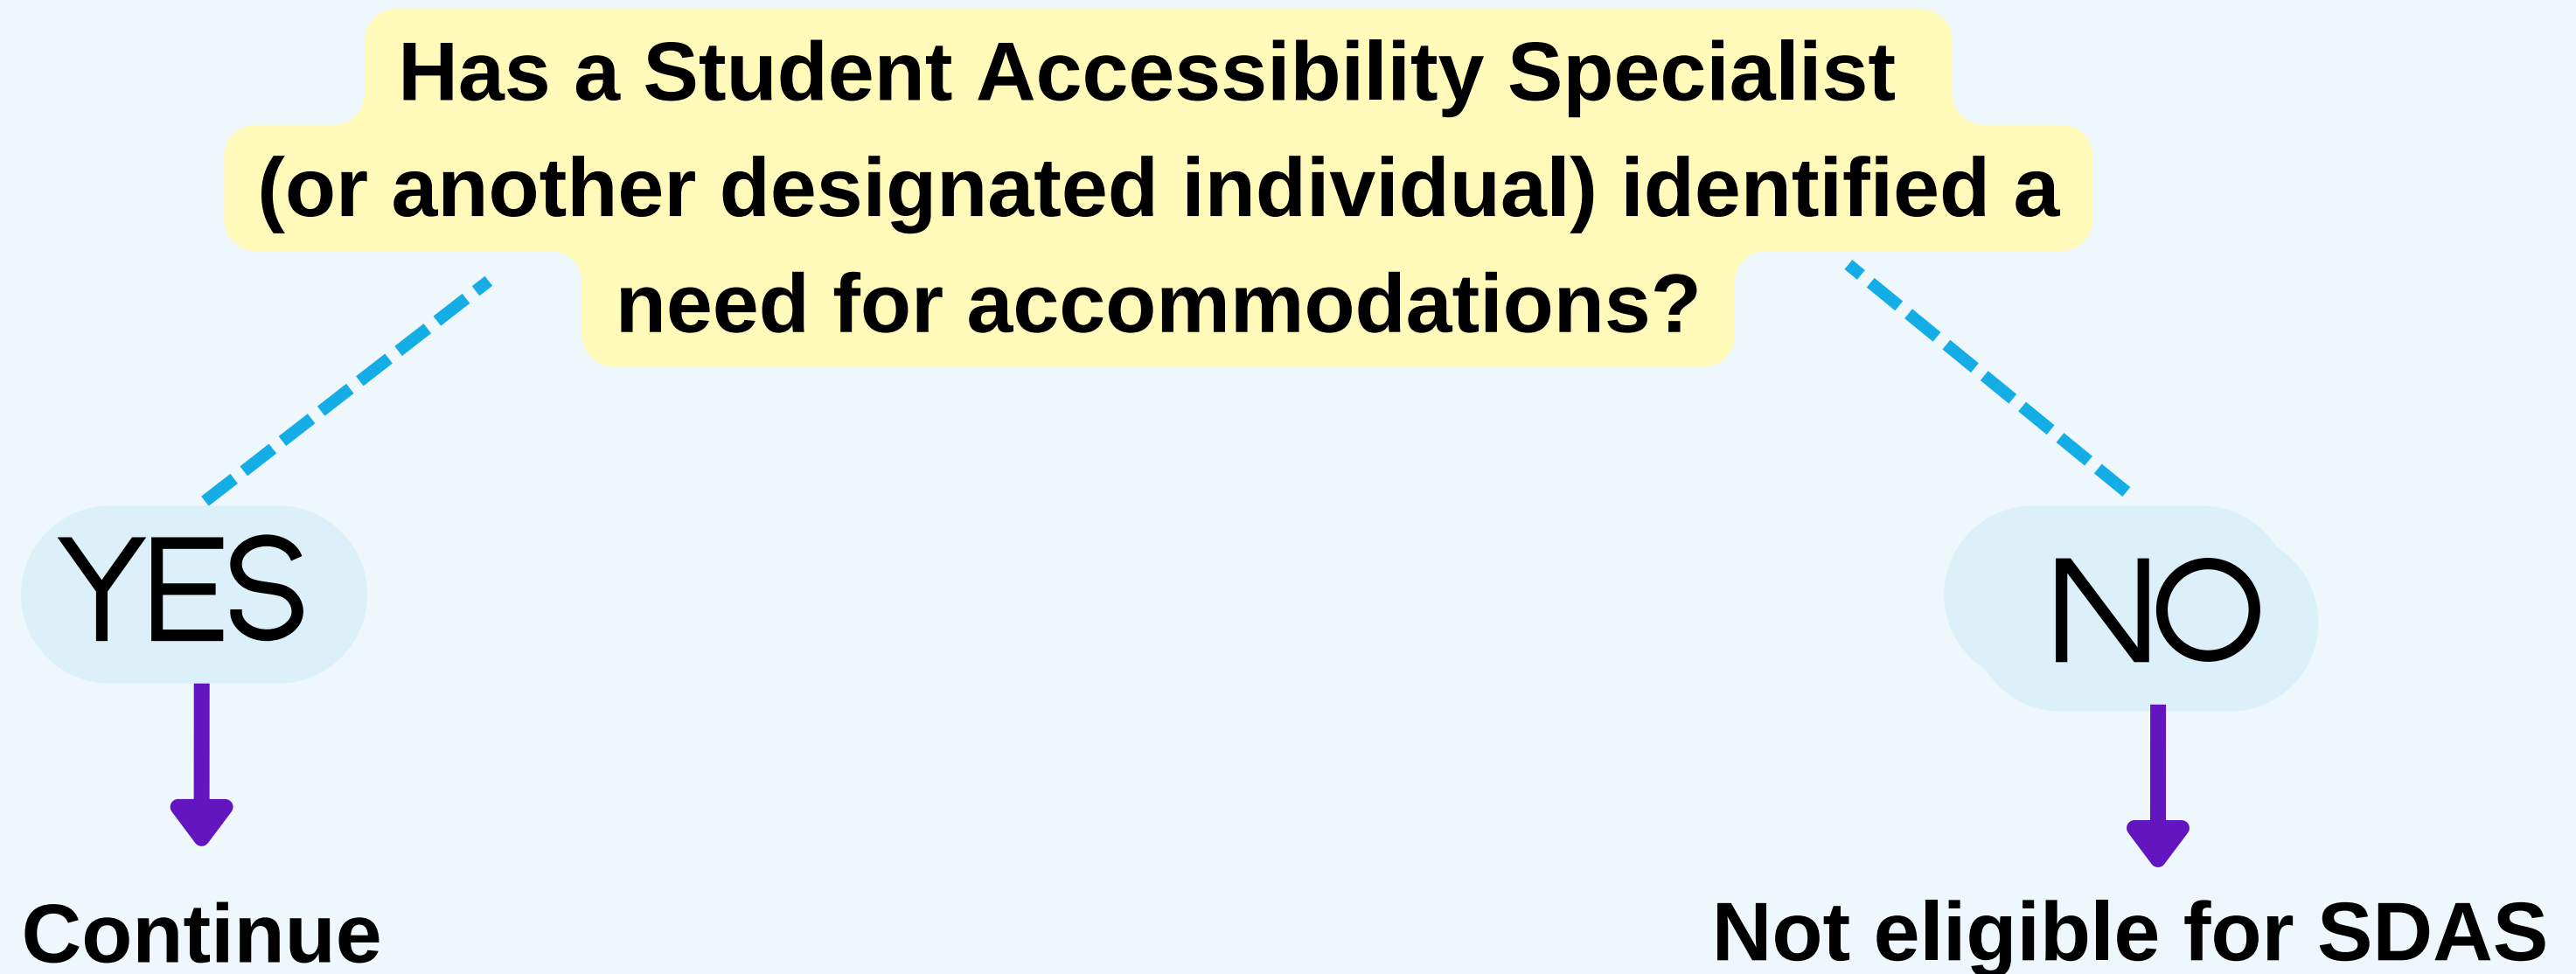 Has a Student Accessibility Specialist
(or another designated individual) identified a
need for accommodations?
YES
NO
Continue
Not eligible for SDAS